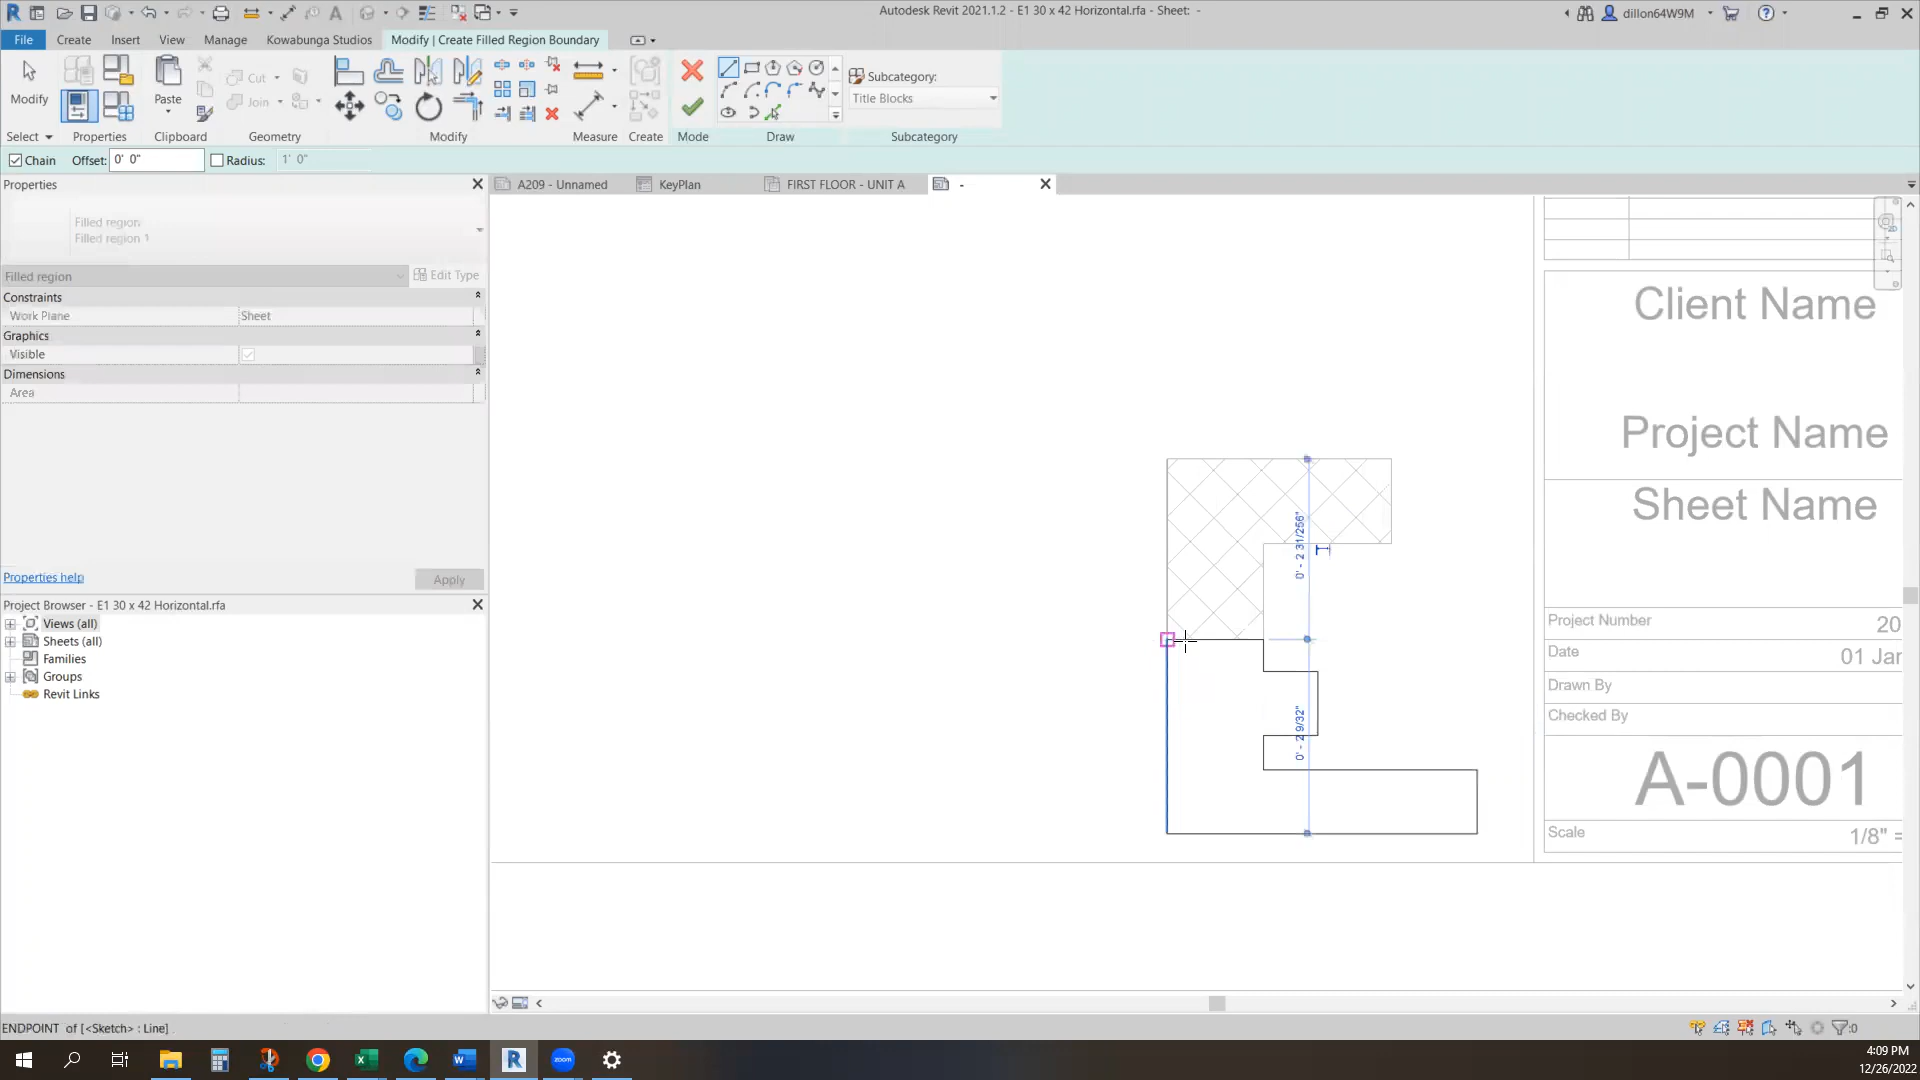 Autodesk Revit 2021.1.2 - E1 30 x 42 Horizontal.rfa - Sheet: -
dillon64W9M
File
Create
Insert
View
Manage
Kowabunga Studios
Modify | Create Filled Region Boundary
Modify
Paste
Cut
Join
Subcategory:
Title Blocks
Select
Properties
Clipboard
Geometry
Modify
Measure
Create
Mode
Draw
Subcategory
Chain
Offset:
0' 0"
Radius:
1' 0"
Properties
Filled region
Filled region 1
Filled region
Edit Type
Constraints
Work Plane
Sheet
Graphics
Visible
Dimensions
Area
Properties help
Apply
Project Browser - E1 30 x 42 Horizontal.rfa
Views (all)
Sheets (all)
Families
Groups
Revit Links
A209 - Unnamed
KeyPlan
FIRST FLOOR - UNIT A
-
0' - 2 31/256"
0' - 2 9/32"
Client Name
Project Name
Sheet Name
Project Number
20
Date
01 Jan
Drawn By
Checked By
A-0001
Scale
1/8" =
ENDPOINT of [<Sketch> : Line]
:0
zoom
4:09 PM
12/26/2022